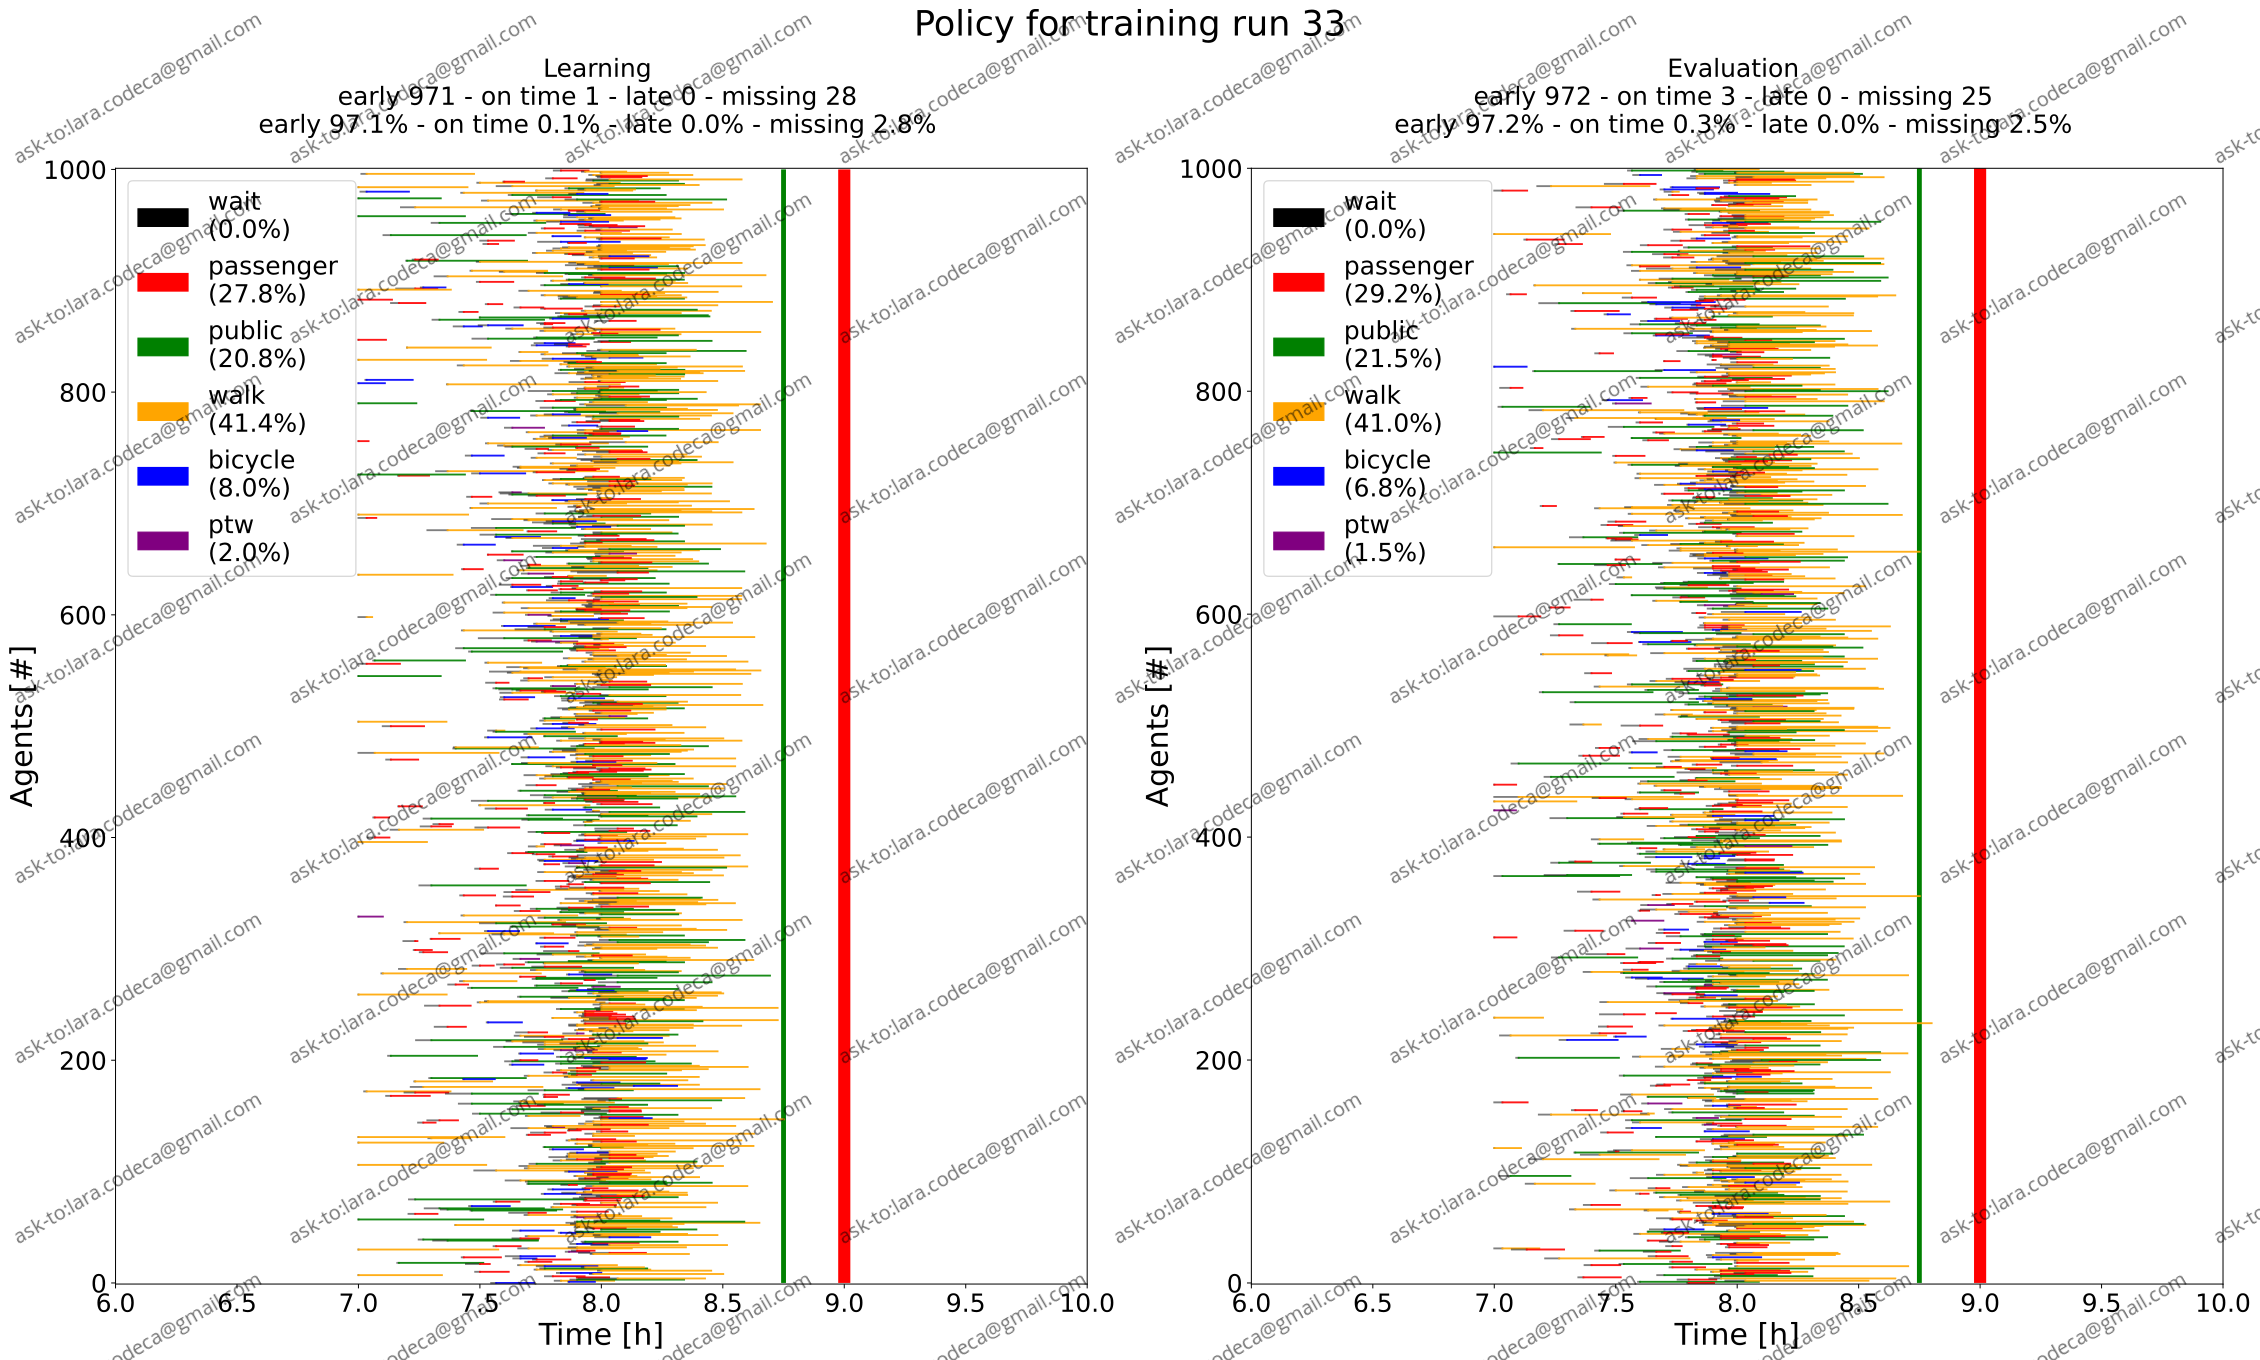 Policy for training run 33
Learning
early 971 - on time 1 - late 0 - missing 28
early 97.1% - on time 0.1% - late 0.0% - missing 2.8%
1000
800
600
400
200
0
Agents [#]
wait
(0.0%)
passenger
(27.8%)
public
(20.8%)
walk
(41.4%)
bicycle
(8.0%)
ptw
(2.0%)
6.0 6.5 7.0 7.5 8.0 8.5 9.0 9.5 10.0
Time [h]
Evaluation
early 972 - on time 3 - late 0 - missing 25
early 97.2% - on time 0.3% - late 0.0% - missing 2.5%
1000
800
600
400
200
0
Agents [#]
wait
(0.0%)
passenger
(29.2%)
public
(21.5%)
walk
(41.0%)
bicycle
(6.8%)
ptw
(1.5%)
6.0 6.5 7.0 7.5 8.0 8.5 9.0 9.5 10.0
Time [h]
ask-to:lara.codeca@gmail.com